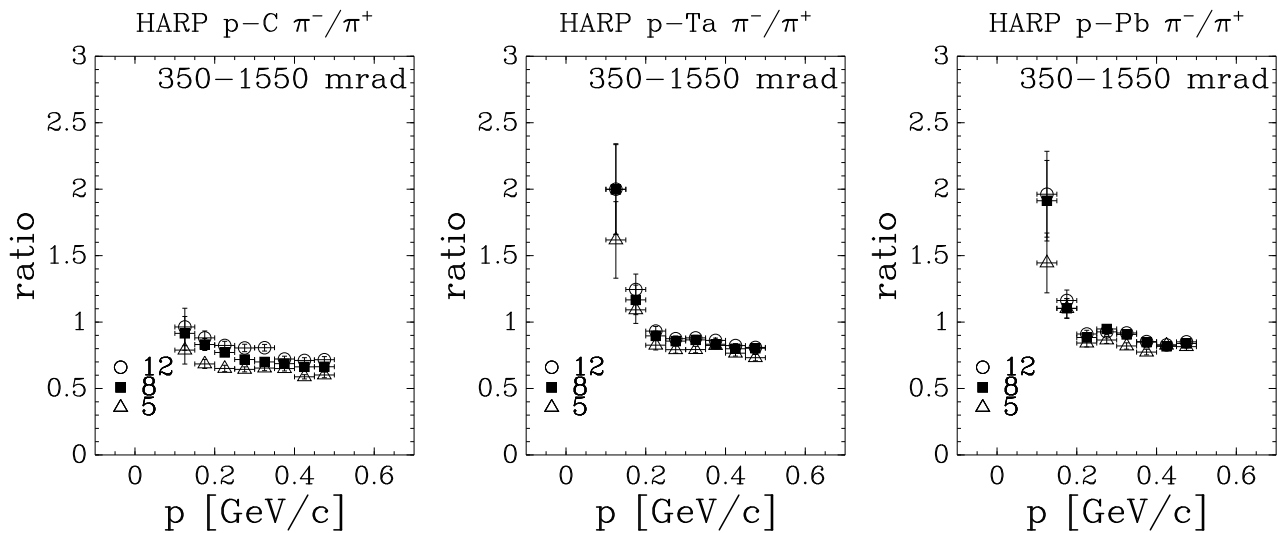 HARP p−C π⁻/π⁺
350−1550 mrad
3
2.5
2
1.5
1
0.5
0
ratio
12
8
5
0 0.2 0.4 0.6
p [GeV/c]
HARP p−Ta π⁻/π⁺
350−1550 mrad
3
2.5
2
1.5
1
0.5
0
ratio
12
8
5
0 0.2 0.4 0.6
p [GeV/c]
HARP p−Pb π⁻/π⁺
350−1550 mrad
3
2.5
2
1.5
1
0.5
0
ratio
12
8
5
0 0.2 0.4 0.6
p [GeV/c]